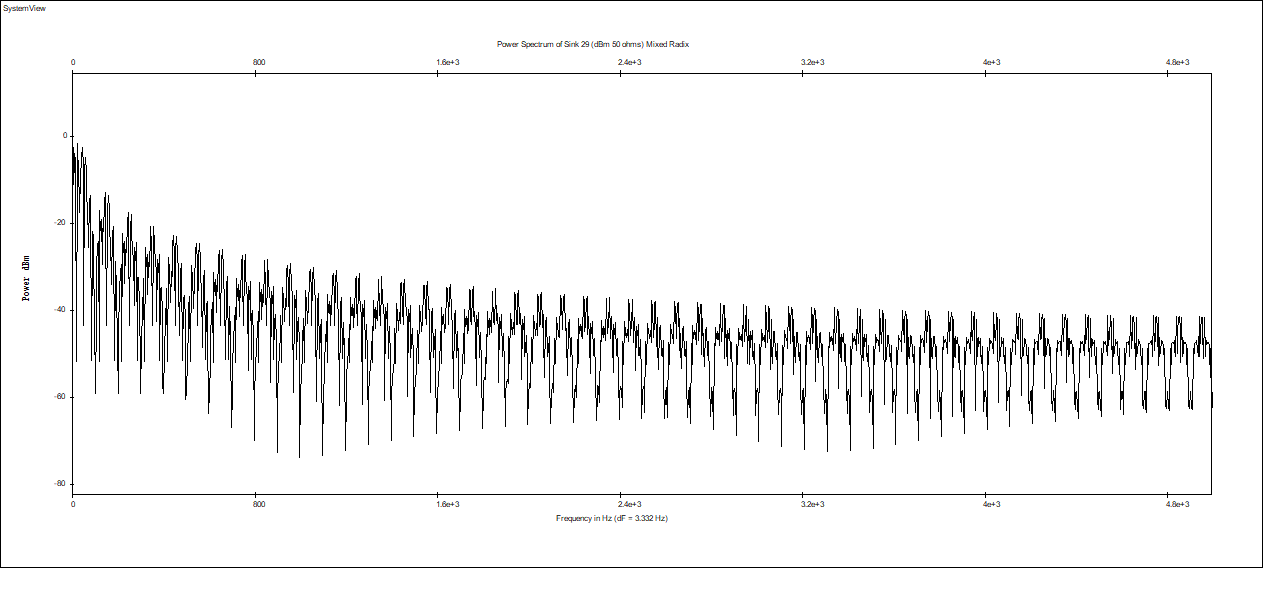 SystemView
Power Spectrum of Sink 29 (dBm 50 ohms) Mixed Radix
0 800 1.6e+3 2.4e+3 3.2e+3 4e+3 4.8e+3
0
-20
Power dBm
-40
-60
-80
0 800 1.6e+3 2.4e+3 3.2e+3 4e+3 4.8e+3
Frequency in Hz (dF = 3.332 Hz)